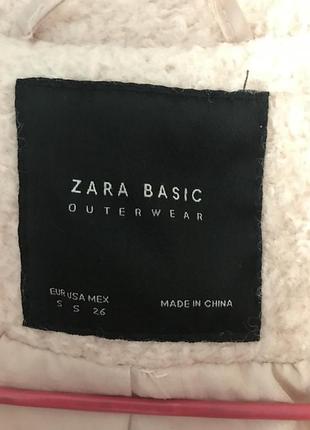 ZARA BASIC
OUTERWEAR
EUR USA MEX
S S 26
MADE IN CHINA